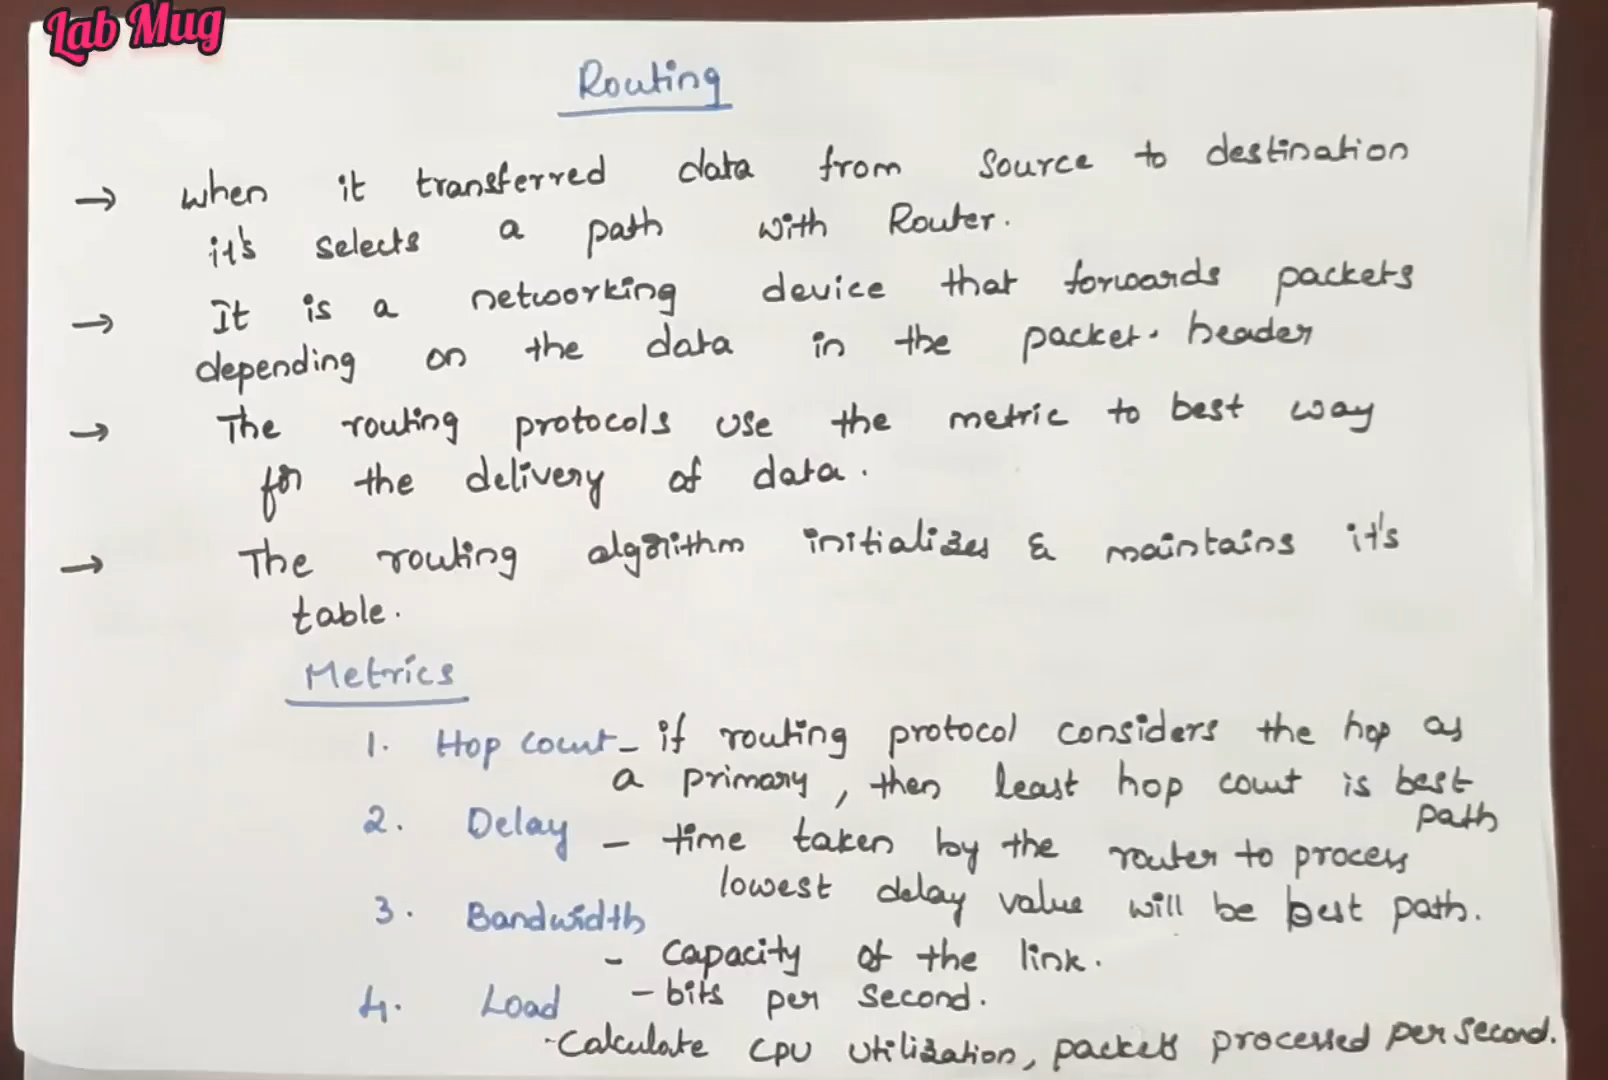 Lab Mug
Routing
→ when it transferred data from source to destination
it's selects a path with Router.
→ It is a networking device that forwards packets
depending on the data in the packet. header
→ The routing protocols use the metric to best way
for the delivery of data.
→ The routing algorithm initializes & maintains it's
table.
Metrics
1. Hop count - if routing protocol considers the hop as
a primary, then least hop count is best
path
2. Delay - time taken by the router to process
lowest delay value will be best path.
3. Bandwidth
- capacity of the link.
- bits per second.
4. Load
- Calculate CPU utilization, packets processed per second.